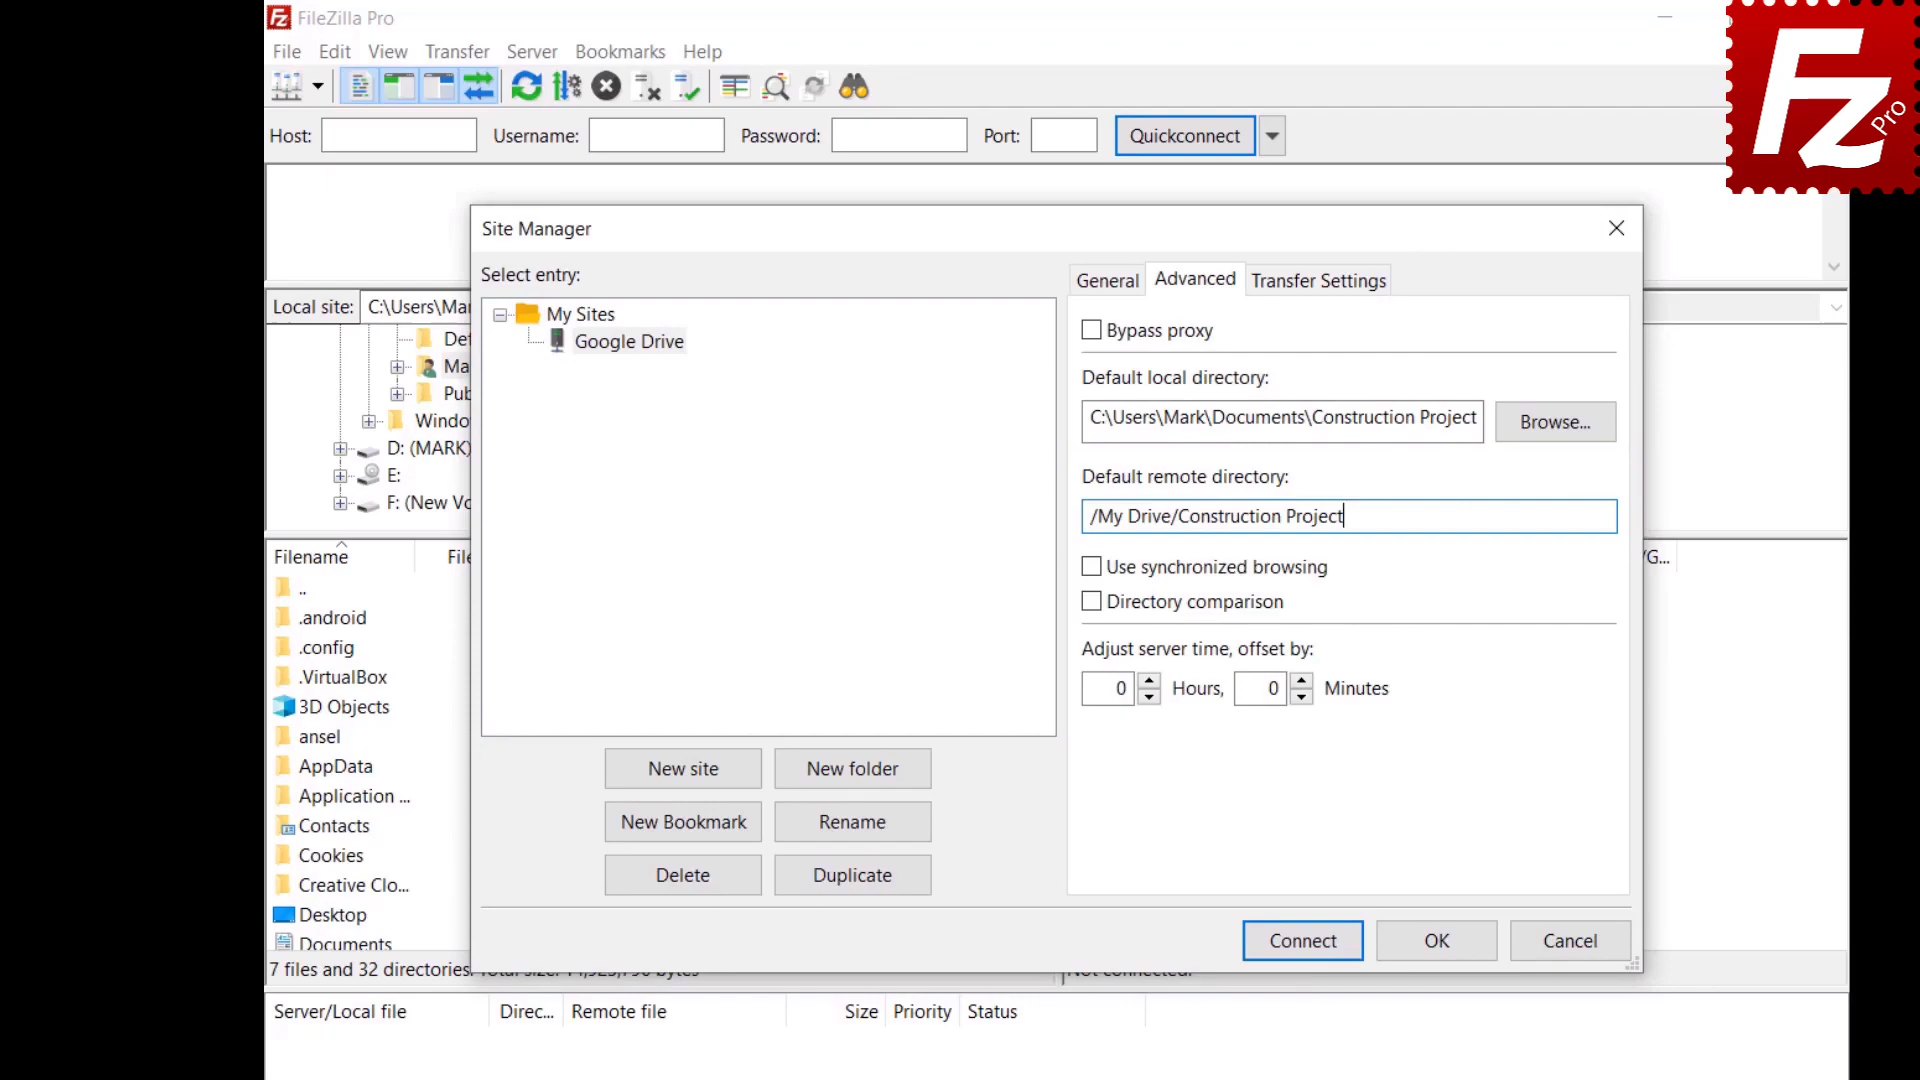 FileZilla Pro
File Edit View Transfer Server Bookmarks Help
FZ Pro
Host: Username: Password: Port: Quickconnect
Site Manager
Select entry:
My Sites
Google Drive
New site New folder
New Bookmark Rename
Delete Duplicate
General Advanced Transfer Settings
Bypass proxy
Default local directory:
C:\Users\Mark\Documents\Construction Project Browse...
Default remote directory:
/My Drive/Construction Project
Use synchronized browsing
Directory comparison
Adjust server time, offset by:
0 Hours, 0 Minutes
Connect OK Cancel
Local site: C:\Users\Ma
De
Ma
Pub
Windo
D: (MARK)
E:
F: (New Vo
Filename File
..
.android
.config
.VirtualBox
3D Objects
ansel
AppData
Application ...
Contacts
Cookies
Creative Clo...
Desktop
Documents
7 files and 32 directories.
/G...
Server/Local file Direc... Remote file Size Priority Status